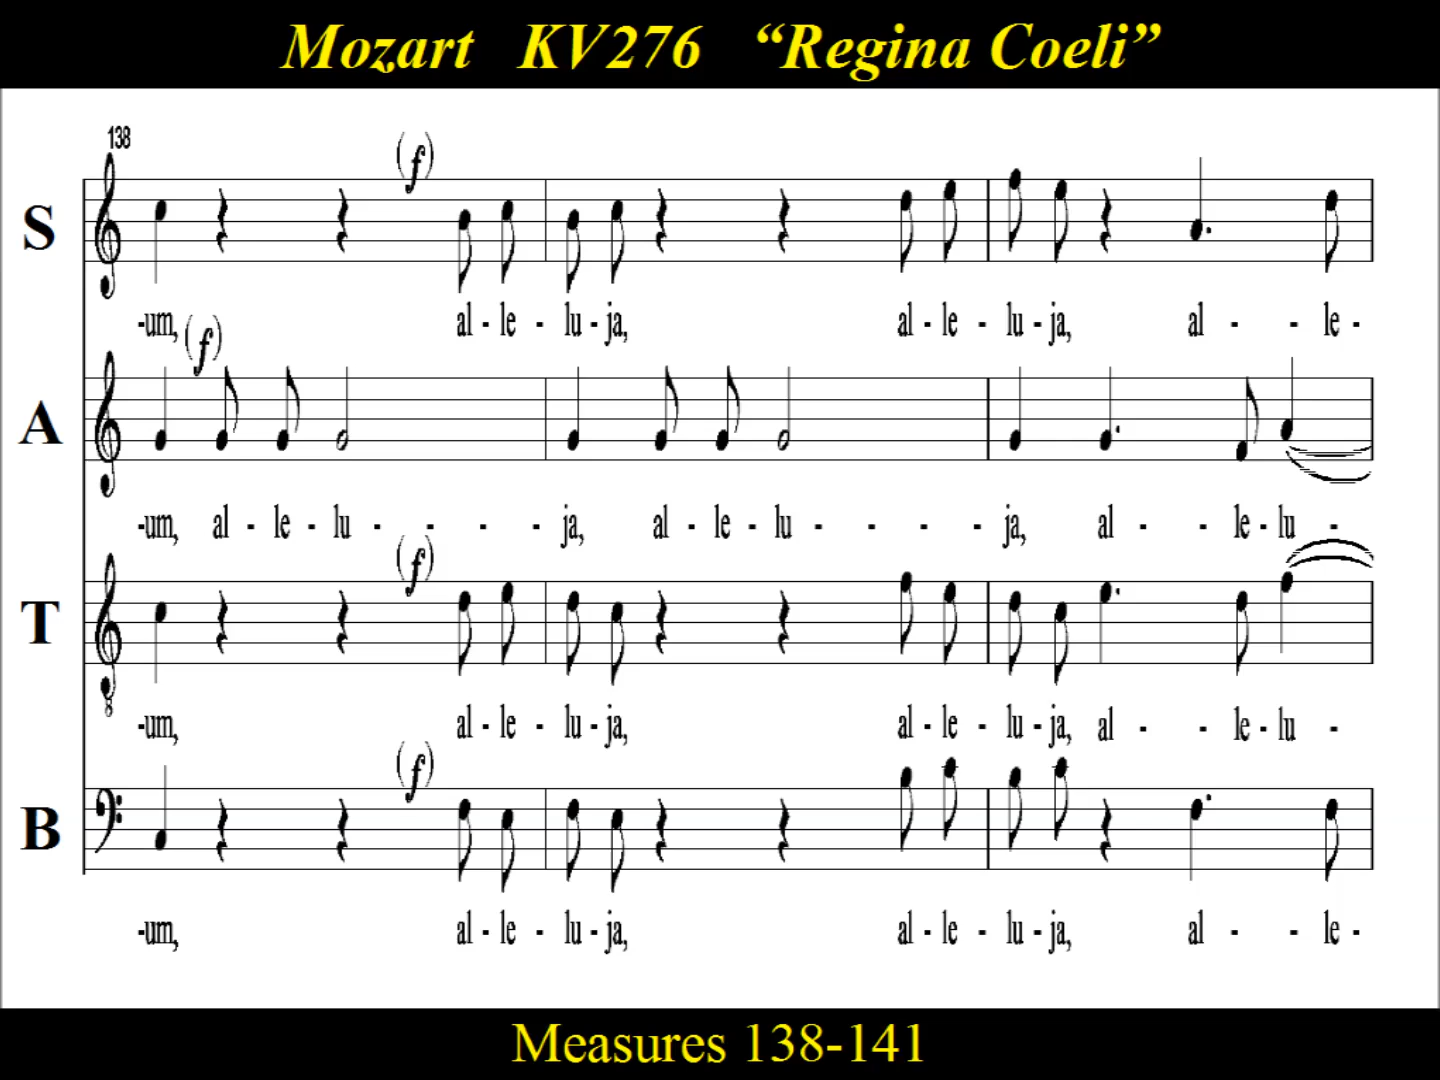 Mozart KV276 “Regina Coeli”
138
(f)
S
-um, al - le - lu - ja, al - le - lu - ja, al - - le -
(f)
A
-um, al - le - lu - - - - ja, al - le - lu - - - - ja, al - - le - lu -
(f)
T
8
-um, al - le - lu - ja, al - le - lu - ja, al - - le - lu -
(f)
B
-um, al - le - lu - ja, al - le - lu - ja, al - - le -
Measures 138-141